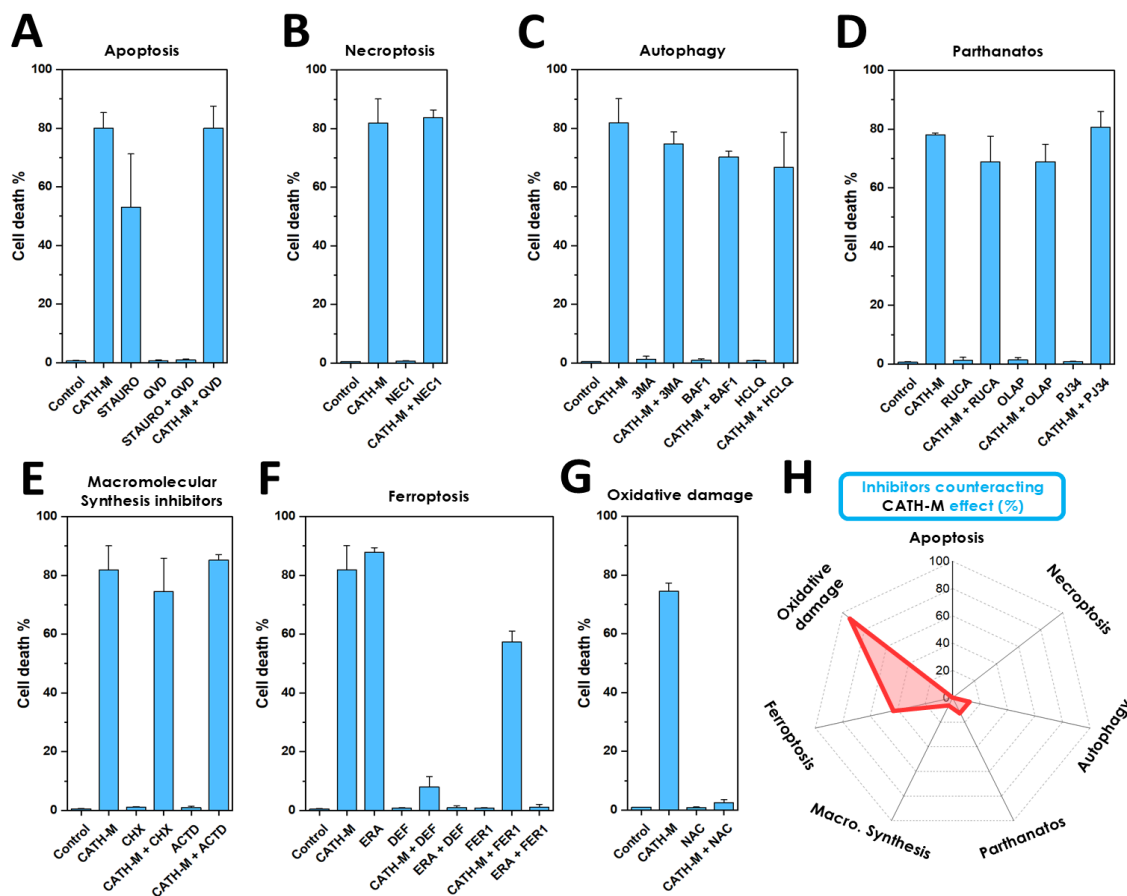 A
Apoptosis
Cell death %
100
80
60
40
20
0
Control
CATH-M
STAURO
QVD
STAURO + QVD
CATH-M + QVD
B
Necroptosis
Cell death %
100
80
60
40
20
0
Control
CATH-M
NEC1
CATH-M + NEC1
C
Autophagy
Cell death %
100
80
60
40
20
0
Control
CATH-M
3MA
CATH-M + 3MA
BAF1
CATH-M + BAF1
HCLQ
CATH-M + HCLQ
D
Parthanatos
Cell death %
100
80
60
40
20
0
Control
CATH-M
RUCA
CATH-M + RUCA
OLAP
CATH-M + OLAP
PJ34
CATH-M + PJ34
E
Macromolecular
Synthesis inhibitors
Cell death %
100
80
60
40
20
0
Control
CATH-M
CHX
CATH-M + CHX
ACTD
CATH-M + ACTD
F
Ferroptosis
Cell death %
100
80
60
40
20
0
Control
CATH-M
ERA
DEF
CATH-M + DEF
ERA + DEF
FER1
CATH-M + FER1
ERA + FER1
G
Oxidative damage
Cell death %
100
80
60
40
20
0
Control
CATH-M
NAC
CATH-M + NAC
H
Inhibitors counteracting
CATH-M effect (%)
Apoptosis
100
80
60
40
20
0
Necroptosis
Autophagy
Parthanatos
Macro. Synthesis
Ferroptosis
Oxidative
damage